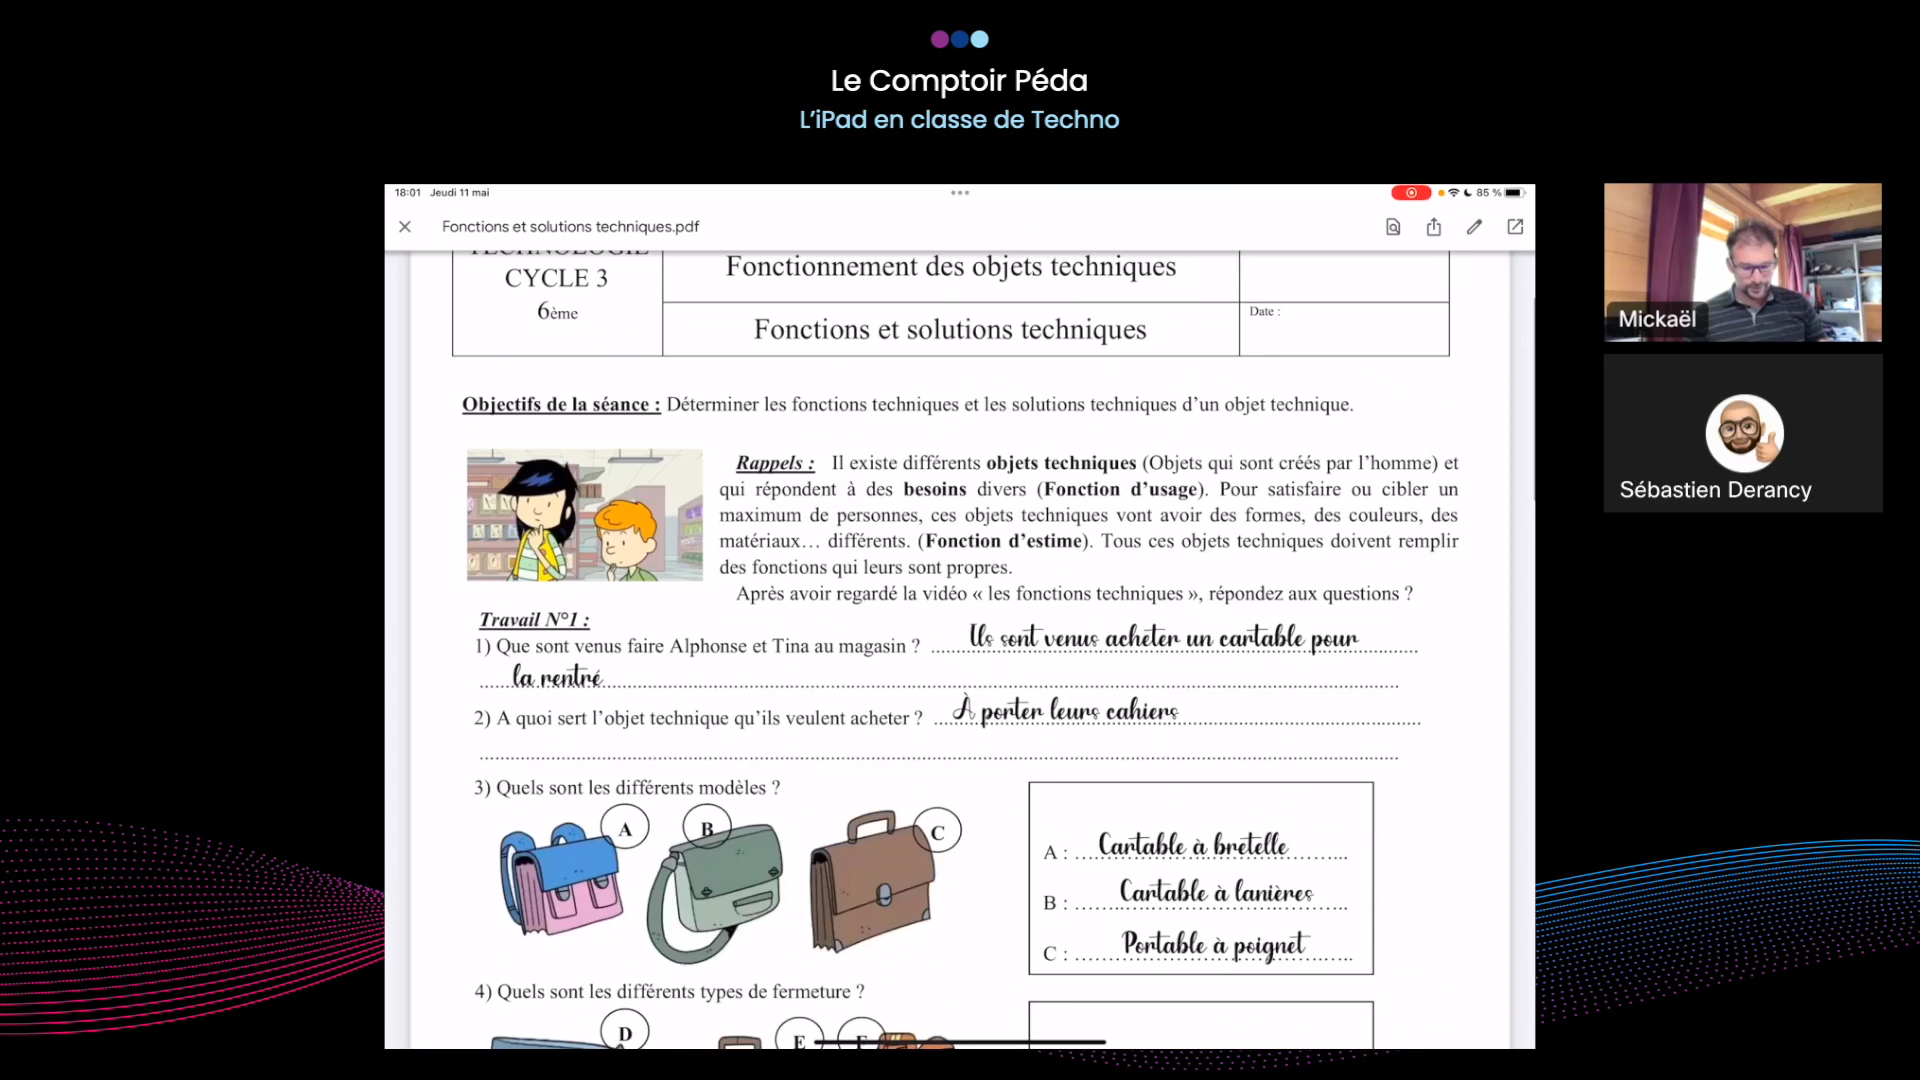 Le Comptoir Péda
L'iPad en classe de Techno
18:01 Jeudi 11 mai
85 %
Fonctions et solutions techniques.pdf
TECHNOLOGIE
CYCLE 3
6ème
Fonctionnement des objets techniques
Fonctions et solutions techniques
Date :
Objectifs de la séance : Déterminer les fonctions techniques et les solutions techniques d'un objet technique.
Rappels : Il existe différents objets techniques (Objets qui sont créés par l'homme) et
qui répondent à des besoins divers (Fonction d'usage). Pour satisfaire ou cibler un
maximum de personnes, ces objets techniques vont avoir des formes, des couleurs, des
matériaux… différents. (Fonction d'estime). Tous ces objets techniques doivent remplir
des fonctions qui leurs sont propres.
Après avoir regardé la vidéo « les fonctions techniques », répondez aux questions ?
Travail N°1 :
1) Que sont venus faire Alphonse et Tina au magasin ? Ils sont venus acheter un cartable pour
la rentré
2) A quoi sert l'objet technique qu'ils veulent acheter ? À porter leurs cahiers
3) Quels sont les différents modèles ?
A
B
C
A : Cartable à bretelle
B : Cartable à lanières
C : Portable à poignet
4) Quels sont les différents types de fermeture ?
D
E
F
Mickaël
Sébastien Derancy